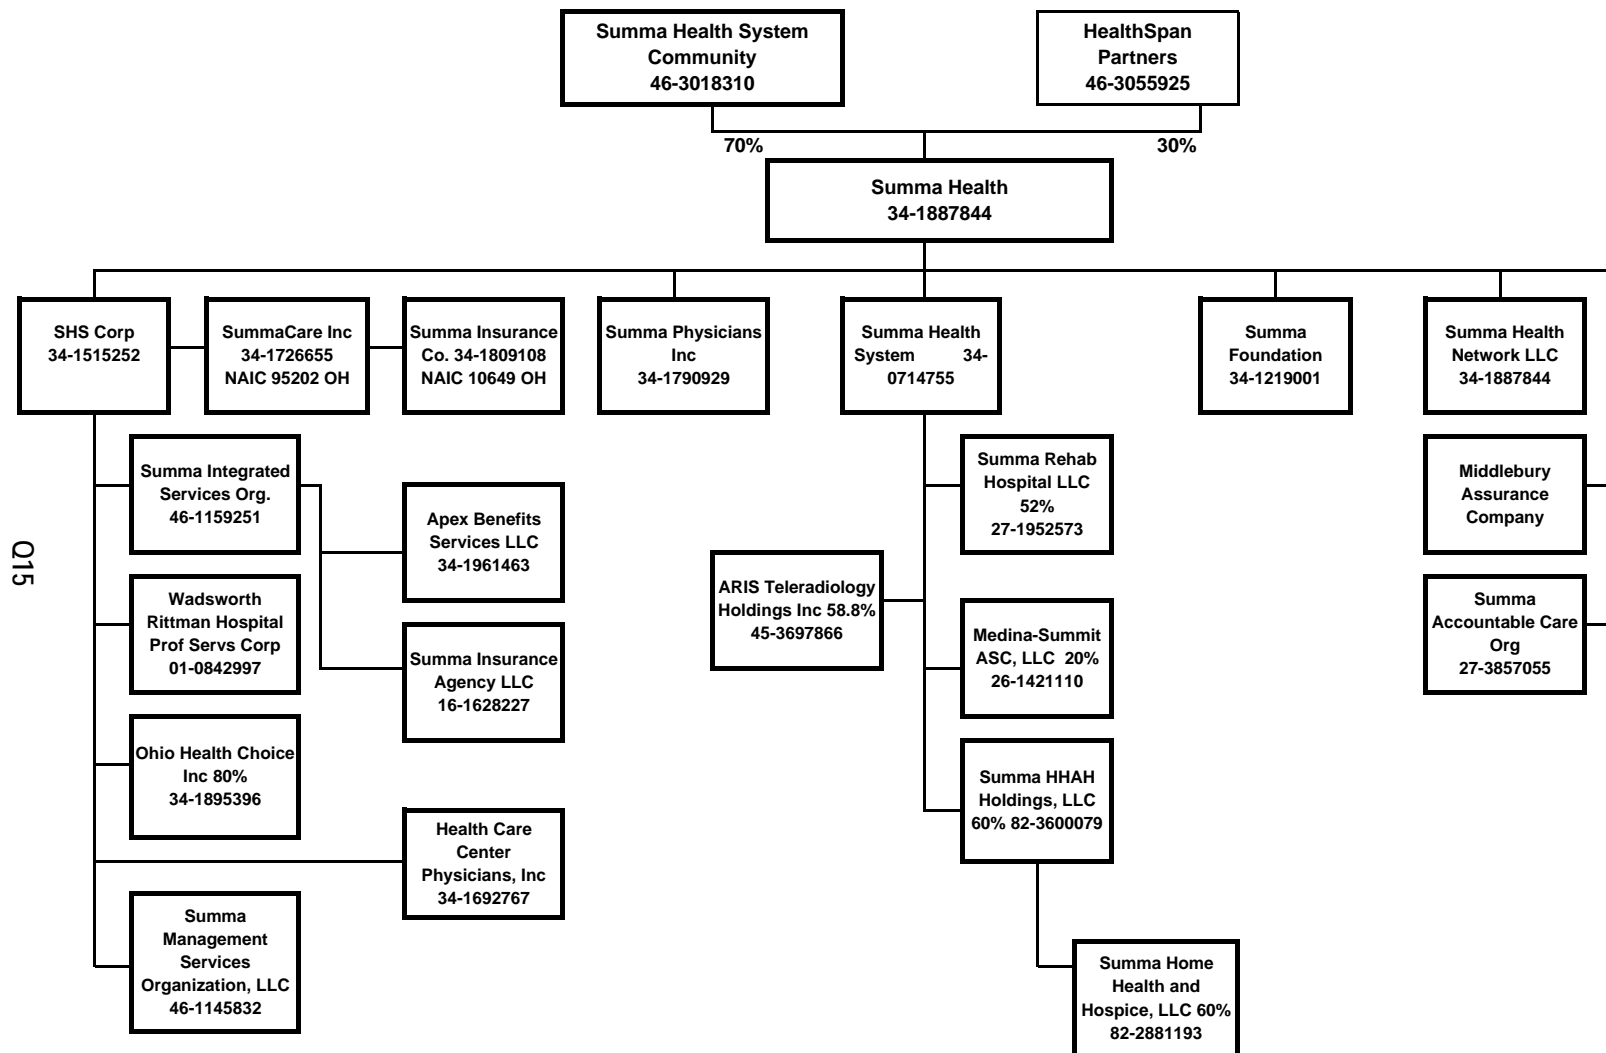 Summa Health System
Community
46-3018310
HealthSpan
Partners
46-3055925
70%
30%
Summa Health
34-1887844
SHS Corp
34-1515252
SummaCare Inc
34-1726655
NAIC 95202 OH
Summa Insurance
Co. 34-1809108
NAIC 10649 OH
Summa Physicians
Inc
34-1790929
Summa Health
System 34-
0714755
Summa
Foundation
34-1219001
Summa Health
Network LLC
34-1887844
Summa Integrated
Services Org.
46-1159251
Apex Benefits
Services LLC
34-1961463
Summa Rehab
Hospital LLC
52%
27-1952573
Middlebury
Assurance
Company
Q15
Wadsworth
Rittman Hospital
Prof Servs Corp
01-0842997
Summa Insurance
Agency LLC
16-1628227
ARIS Teleradiology
Holdings Inc 58.8%
45-3697866
Medina-Summit
ASC, LLC 20%
26-1421110
Summa
Accountable Care
Org
27-3857055
Ohio Health Choice
Inc 80%
34-1895396
Summa HHAH
Holdings, LLC
60% 82-3600079
Health Care
Center
Physicians, Inc
34-1692767
Summa
Management
Services
Organization, LLC
46-1145832
Summa Home
Health and
Hospice, LLC 60%
82-2881193